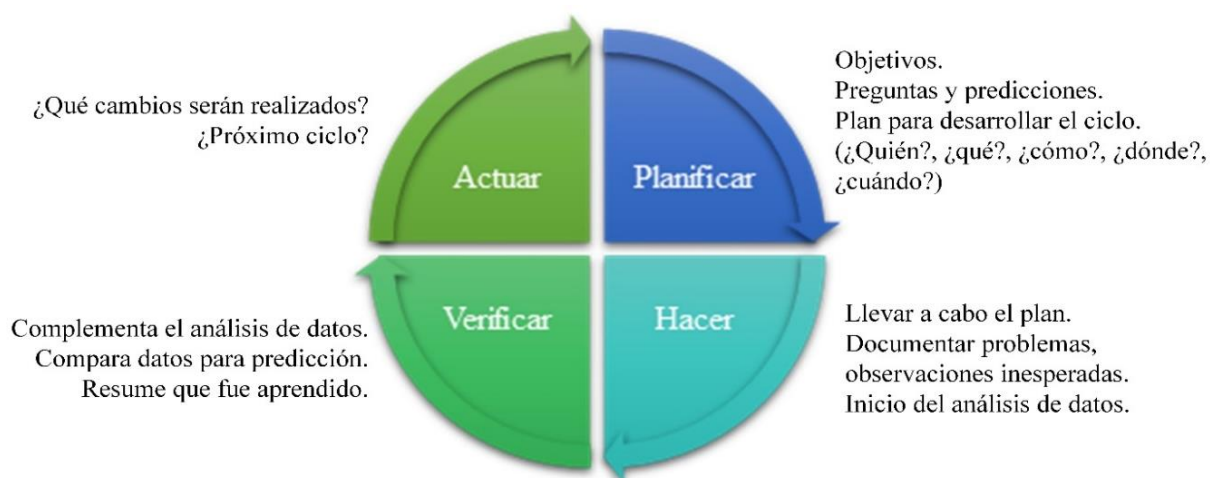 ¿Qué cambios serán realizados?
¿Próximo ciclo?
Actuar
Planificar
Objetivos.
Preguntas y predicciones.
Plan para desarrollar el ciclo.
(¿Quién?, ¿qué?, ¿cómo?, ¿dónde?,
¿cuándo?)
Complementa el análisis de datos.
Compara datos para predicción.
Resume que fue aprendido.
Verificar
Hacer
Llevar a cabo el plan.
Documentar problemas,
observaciones inesperadas.
Inicio del análisis de datos.